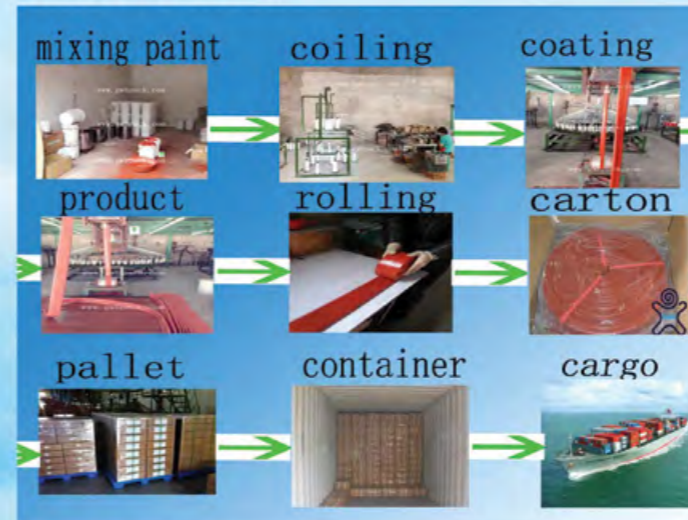 mixing paint
coiling
coating
product
rolling
carton
pallet
container
cargo